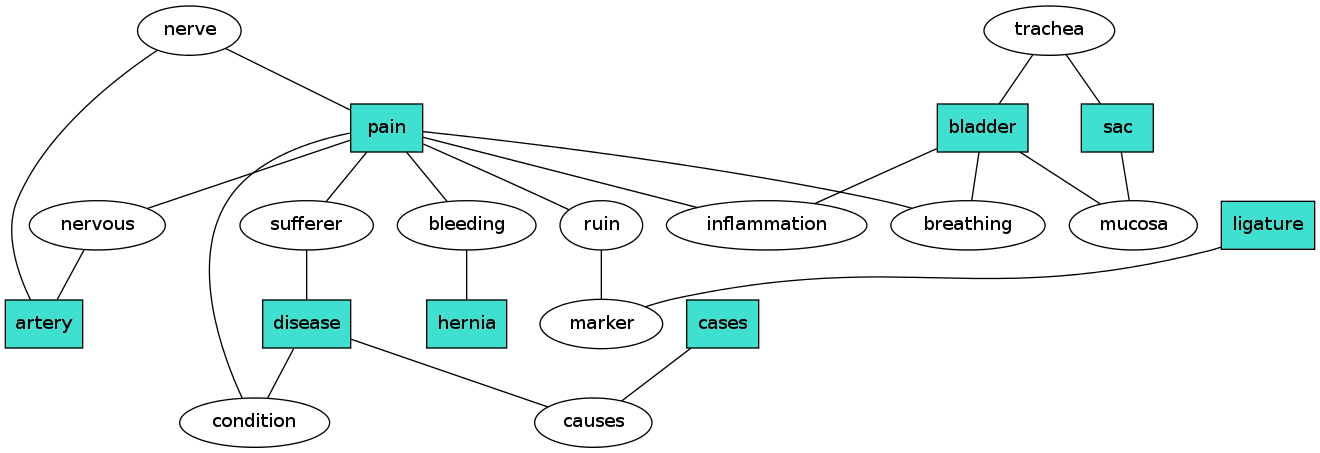 nerve
trachea
pain
bladder
sac
nervous
sufferer
bleeding
ruin
inflammation
breathing
mucosa
ligature
artery
disease
hernia
marker
cases
condition
causes